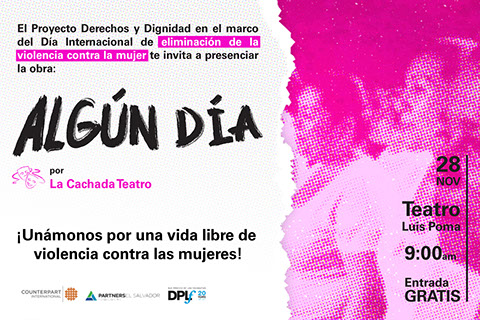 El Proyecto Derechos y Dignidad en el marco
del Día Internacional de eliminación de la
violencia contra la mujer te invita a presenciar
la obra:
ALGÚN DÍA
por
La Cachada Teatro
¡Unámonos por una vida libre de
violencia contra las mujeres!
28
NOV
Teatro
Luis Poma
9:00am
Entrada
GRATIS
COUNTERPART
INTERNATIONAL
PARTNERS EL SALVADOR
DPLf 20